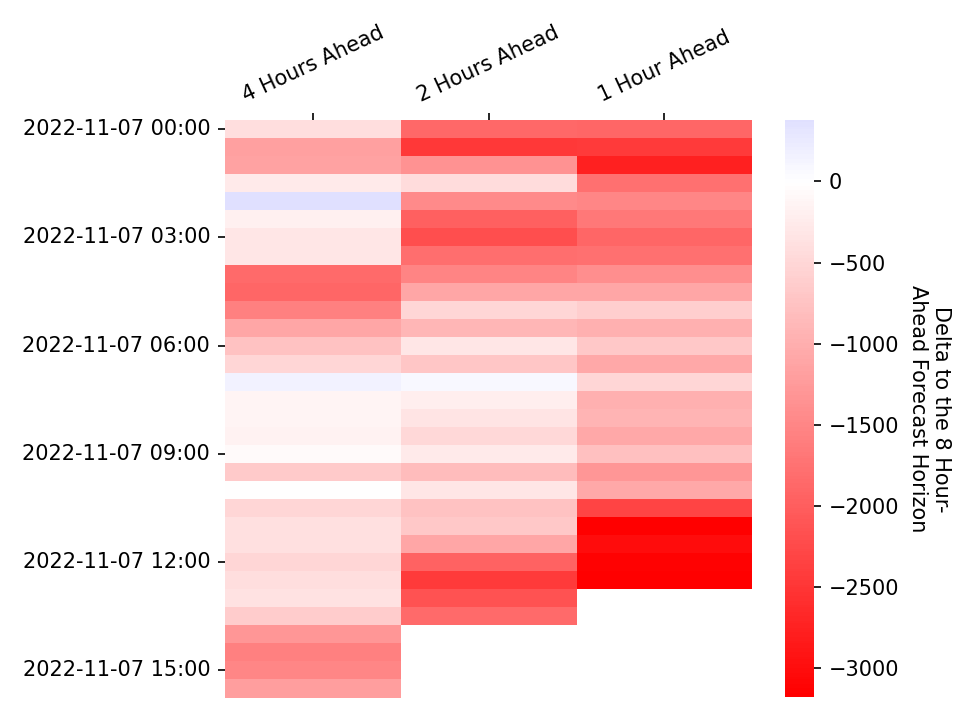 4 Hours Ahead
2 Hours Ahead
1 Hour Ahead
2022-11-07 00:00
2022-11-07 03:00
2022-11-07 06:00
2022-11-07 09:00
2022-11-07 12:00
2022-11-07 15:00
0
−500
−1000
−1500
−2000
−2500
−3000
Delta to the 8 Hour-
Ahead Forecast Horizon